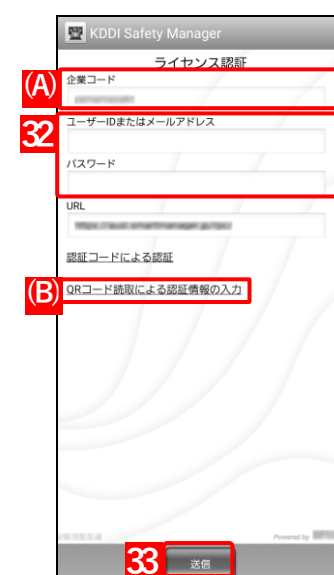 KDDI Safety Manager
ライセンス認証
(A)
企業コード
32
ユーザーIDまたはメールアドレス
パスワード
URL
認証コードによる認証
(B)
QRコード読取による認証情報の入力
Powered by
33
送信